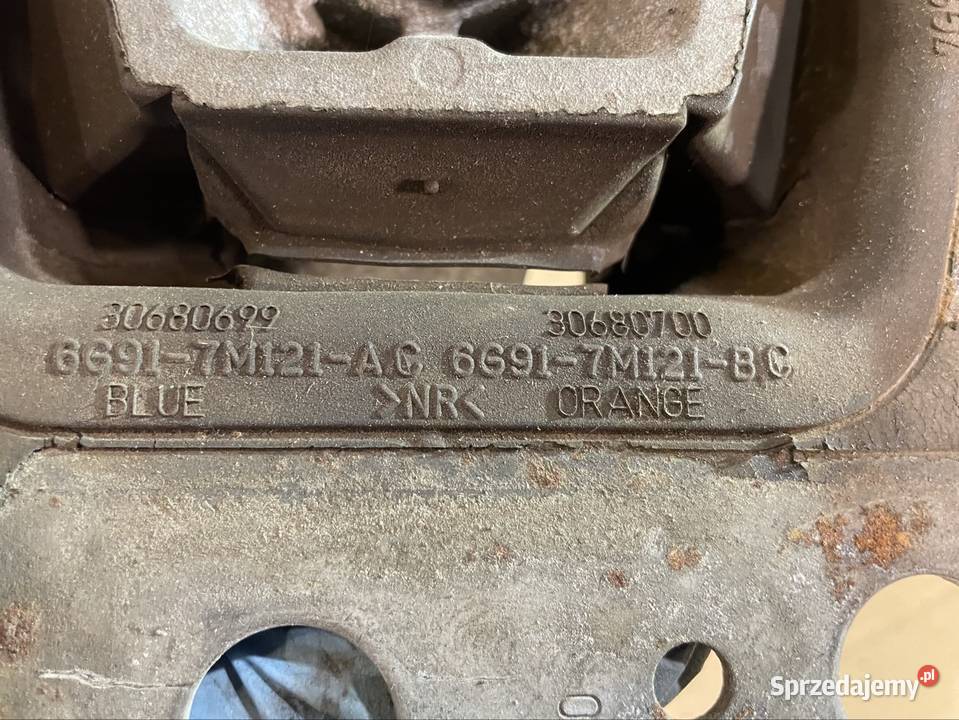 30680699 30680700
6G91-7M121-AC 6G91-7M121-BC
BLUE >NR< ORANGE
Sprzedajemy.pl